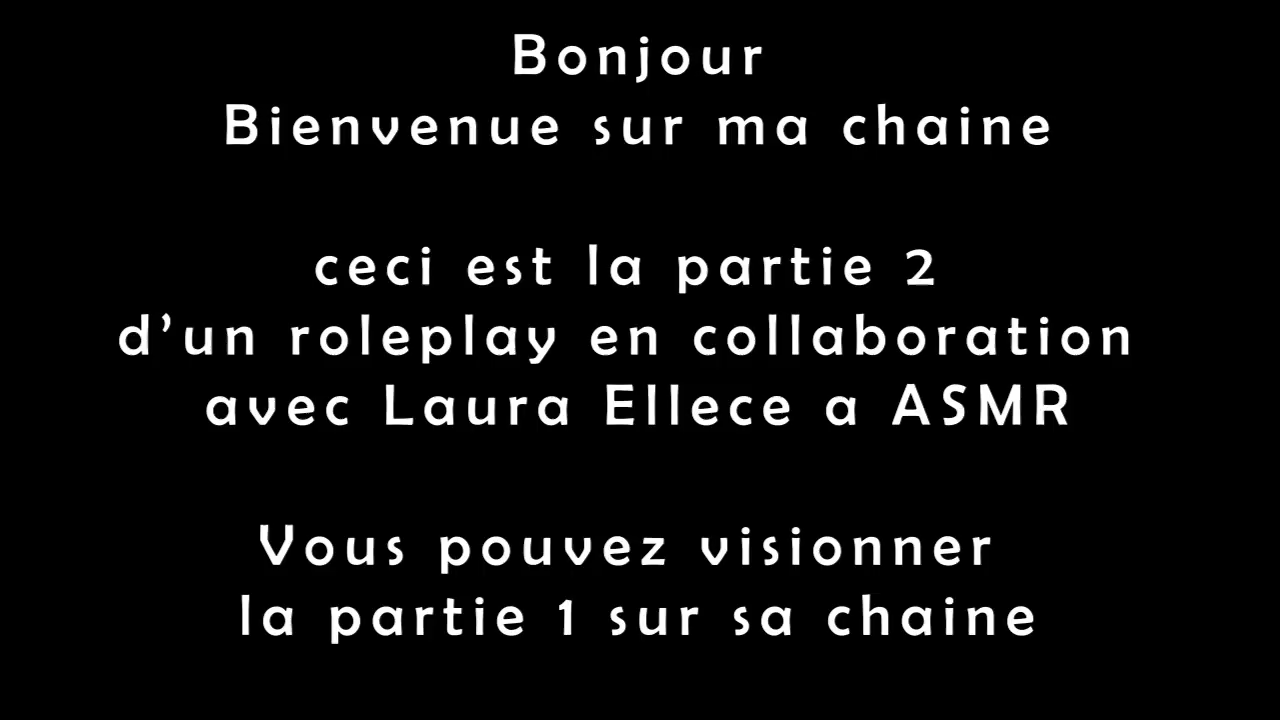 Bonjour
Bienvenue sur ma chaine
ceci est la partie 2
d'un roleplay en collaboration
avec Laura Ellece a ASMR
Vous pouvez visionner
la partie 1 sur sa chaine